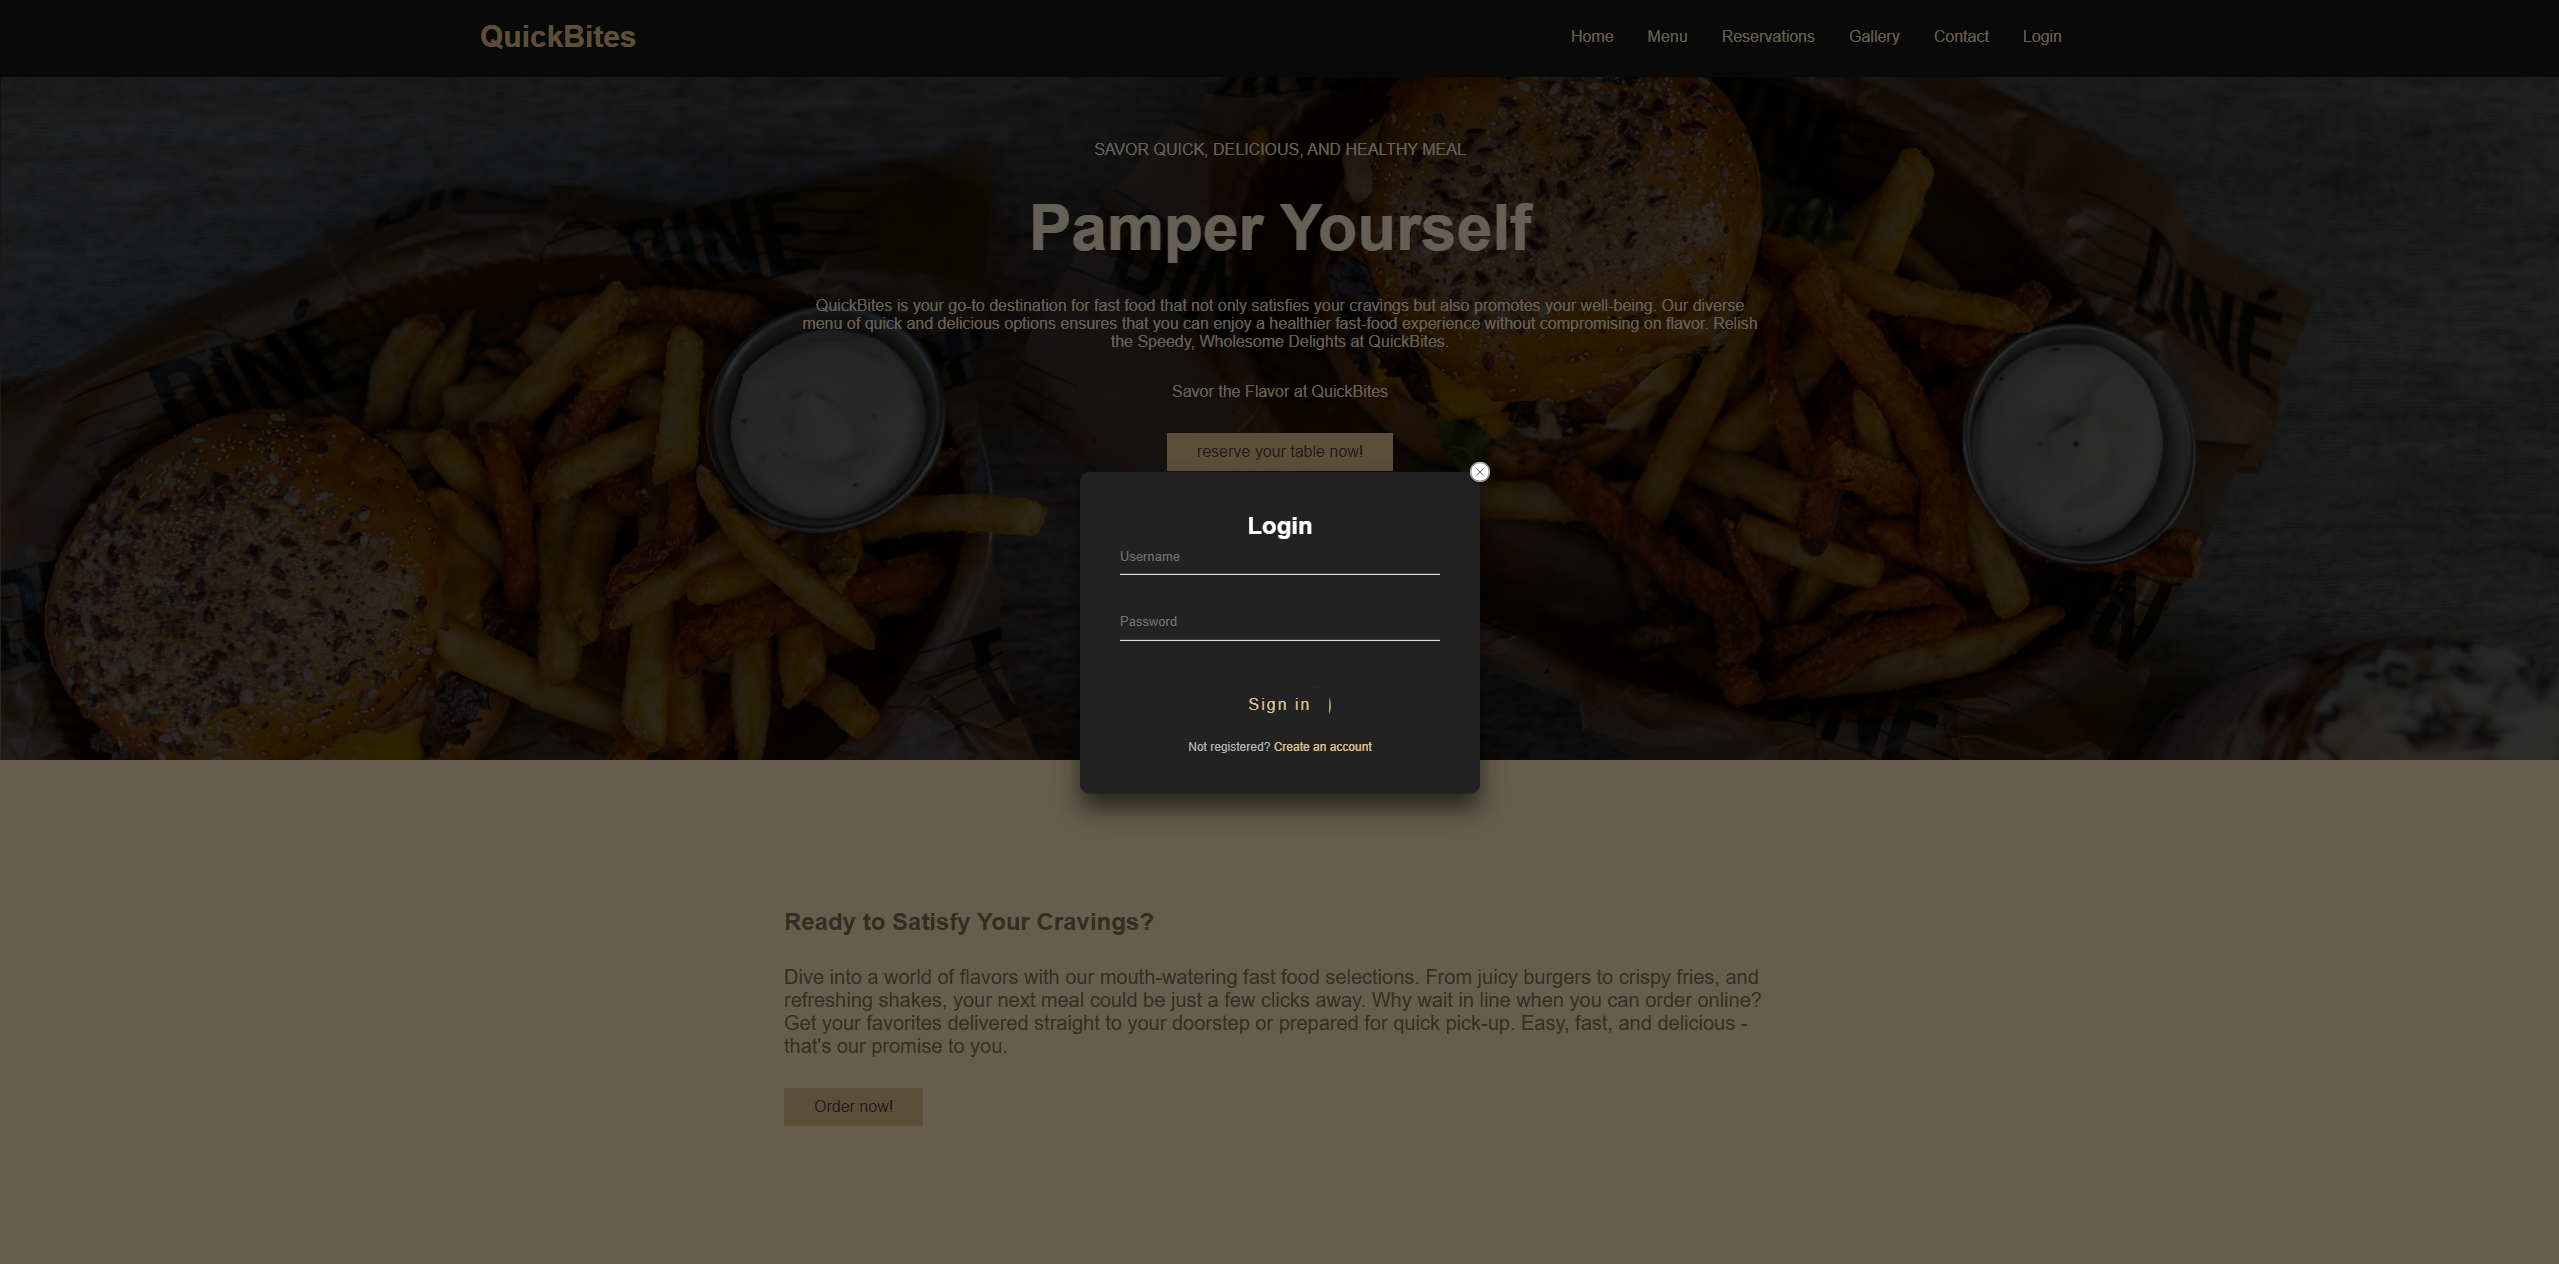 QuickBites
Home Menu Reservations Gallery Contact Login
SAVOR QUICK, DELICIOUS, AND HEALTHY MEAL
Pamper Yourself
QuickBites is your go-to destination for fast food that not only satisfies your cravings but also promotes your well-being. Our diverse
menu of quick and delicious options ensures that you can enjoy a healthier fast-food experience without compromising on flavor. Relish
the Speedy, Wholesome Delights at QuickBites.
Savor the Flavor at QuickBites
reserve your table now!
DINÉ
DINÉ
DINÉ
Login
Username
Password
Sign in
Not registered? Create an account
Ready to Satisfy Your Cravings?
Dive into a world of flavors with our mouth-watering fast food selections. From juicy burgers to crispy fries, and
refreshing shakes, your next meal could be just a few clicks away. Why wait in line when you can order online?
Get your favorites delivered straight to your doorstep or prepared for quick pick-up. Easy, fast, and delicious -
that's our promise to you.
Order now!